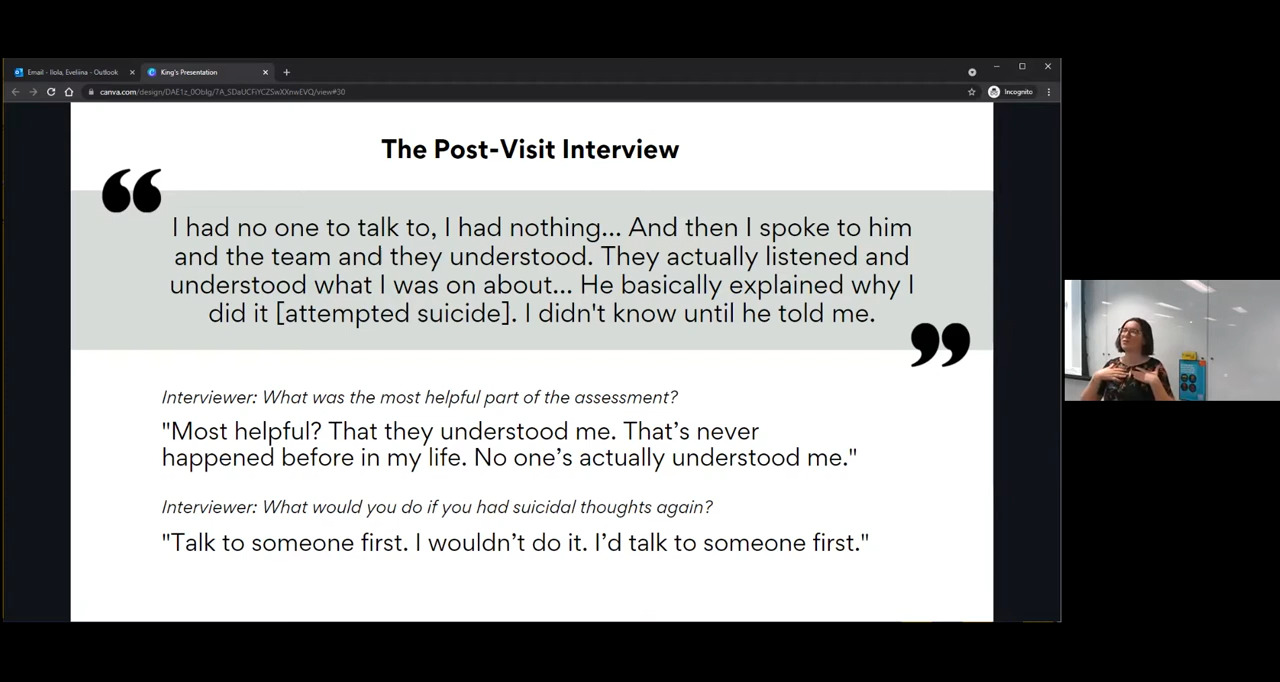 Email - Ilola, Eveliina - Outlook
King's Presentation
Incognito
The Post-Visit Interview
“
I had no one to talk to, I had nothing... And then I spoke to him
and the team and they understood. They actually listened and
understood what I was on about... He basically explained why I
did it [attempted suicide]. I didn't know until he told me.
”
Interviewer: What was the most helpful part of the assessment?
"Most helpful? That they understood me. That’s never
happened before in my life. No one’s actually understood me."
Interviewer: What would you do if you had suicidal thoughts again?
"Talk to someone first. I wouldn’t do it. I’d talk to someone first."